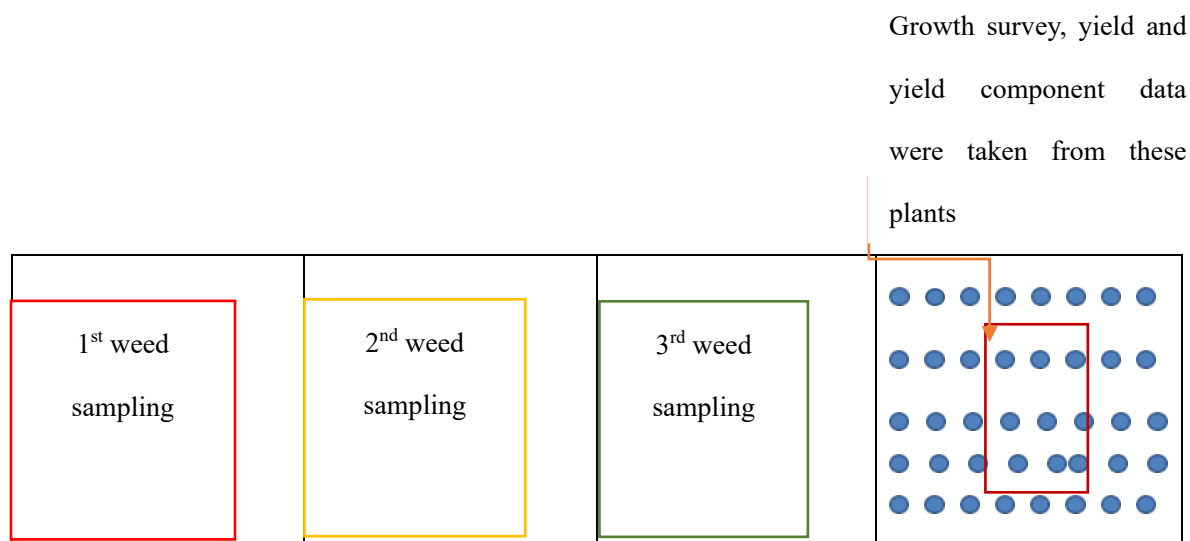 Growth survey, yield and
yield component data
were taken from these
plants
1st weed
sampling
2nd weed
sampling
3rd weed
sampling